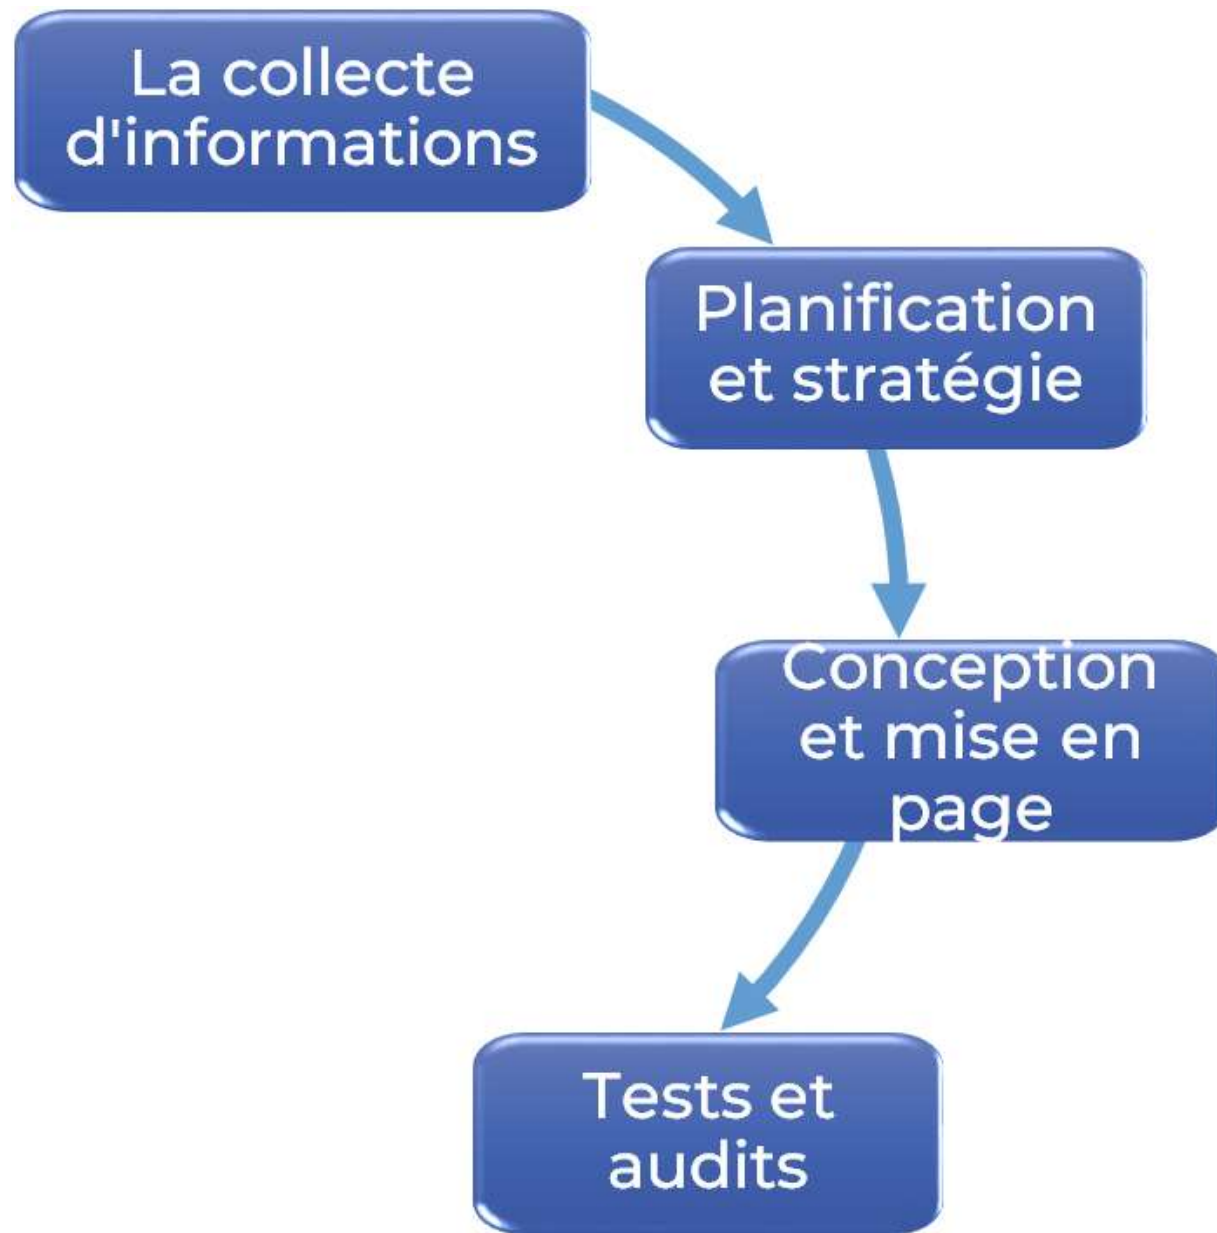 La collecte
d'informations
Planification
et stratégie
Conception
et mise en
page
Tests et
audits